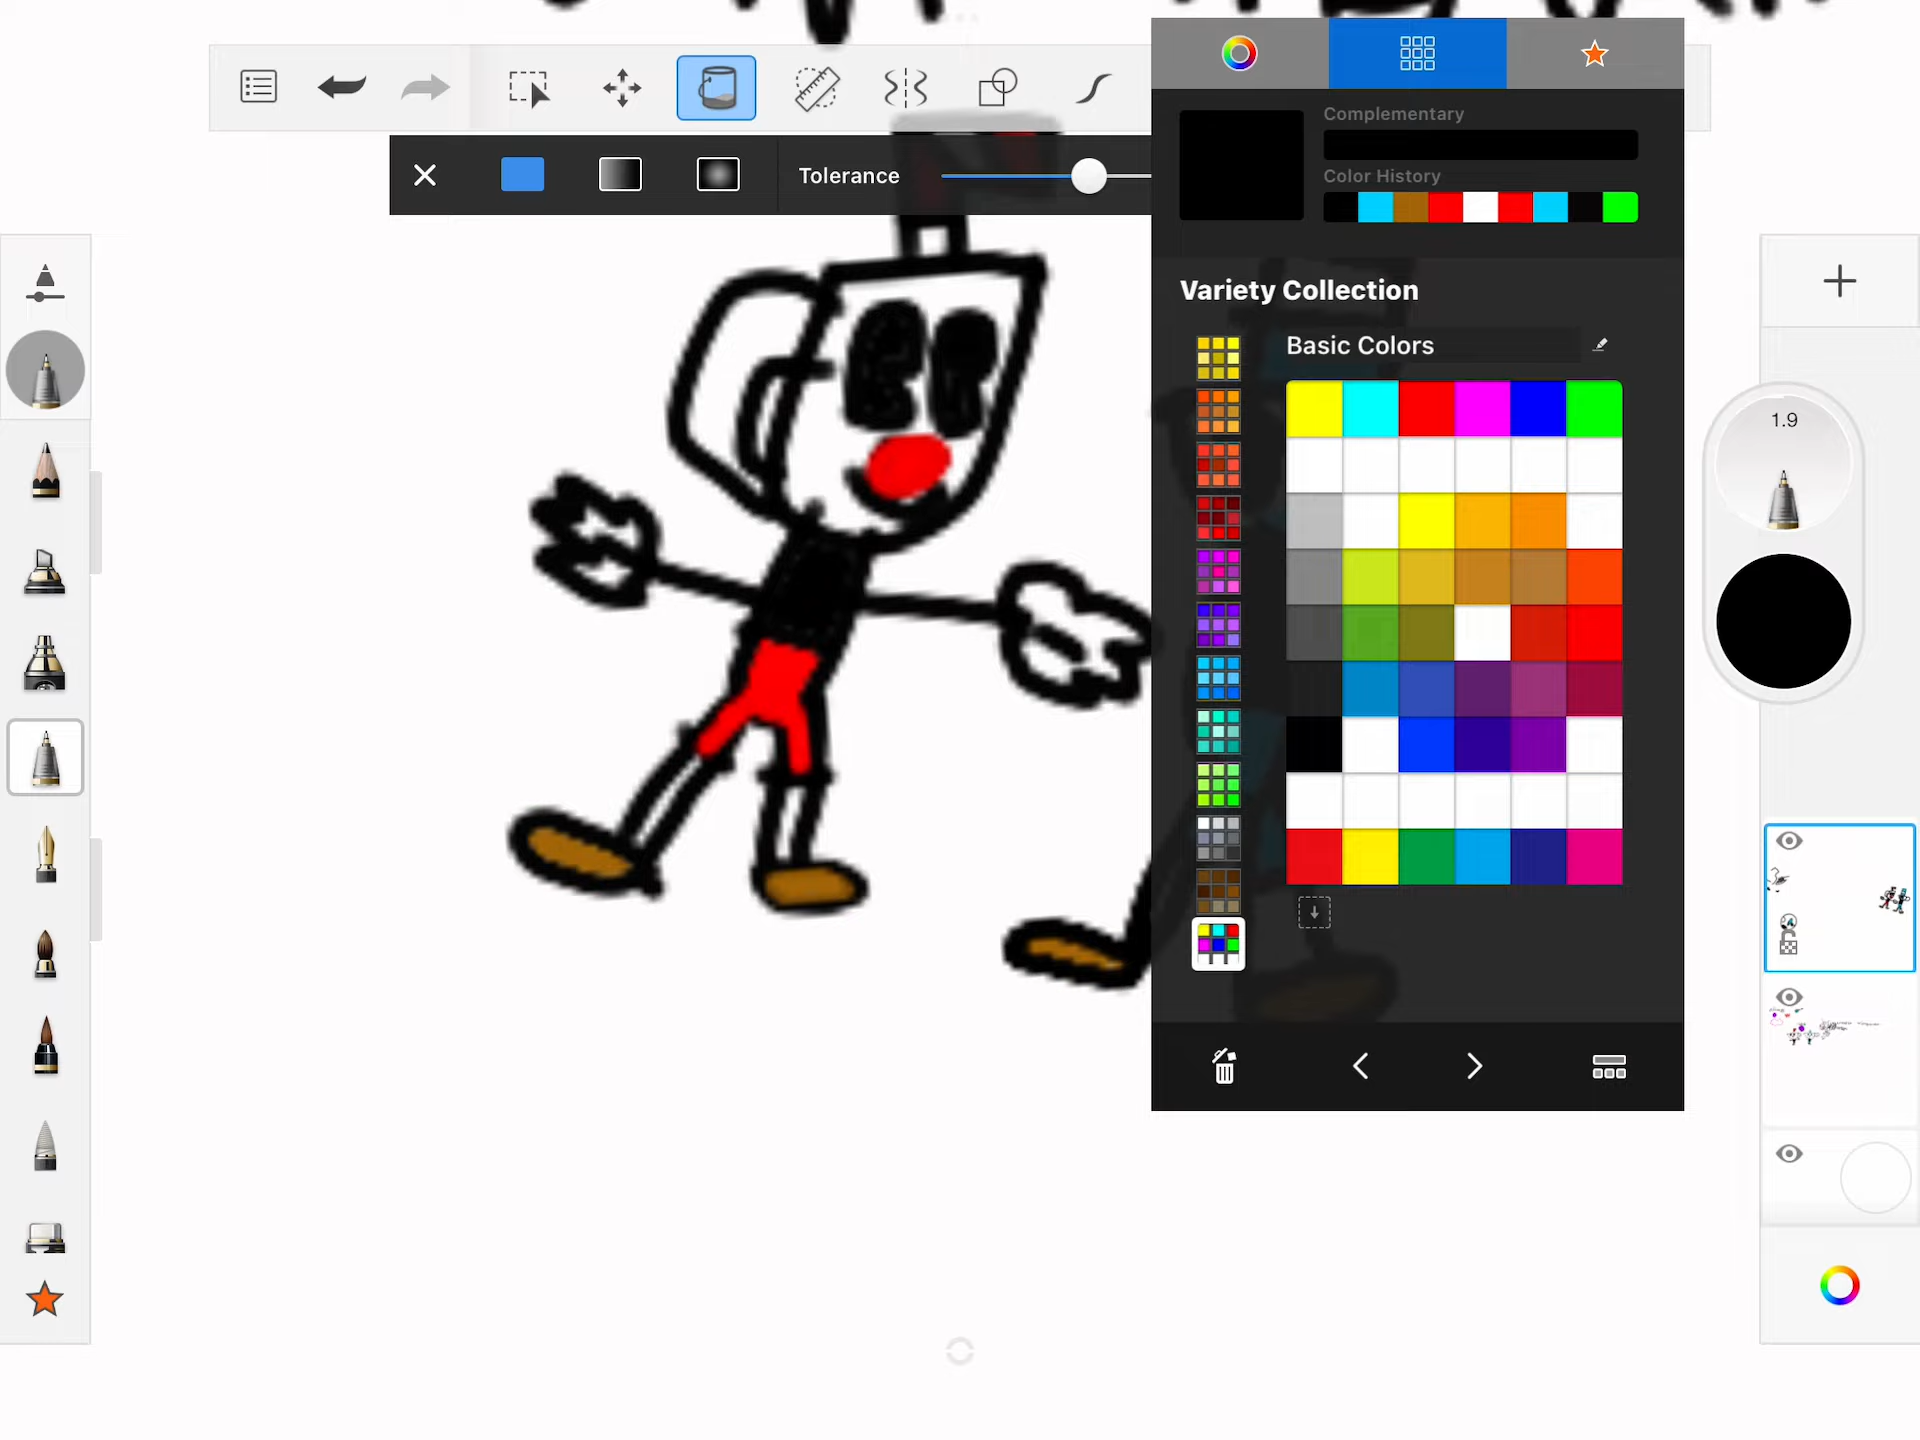 Complementary
Tolerance
Color History
Variety Collection
Basic Colors
1.9